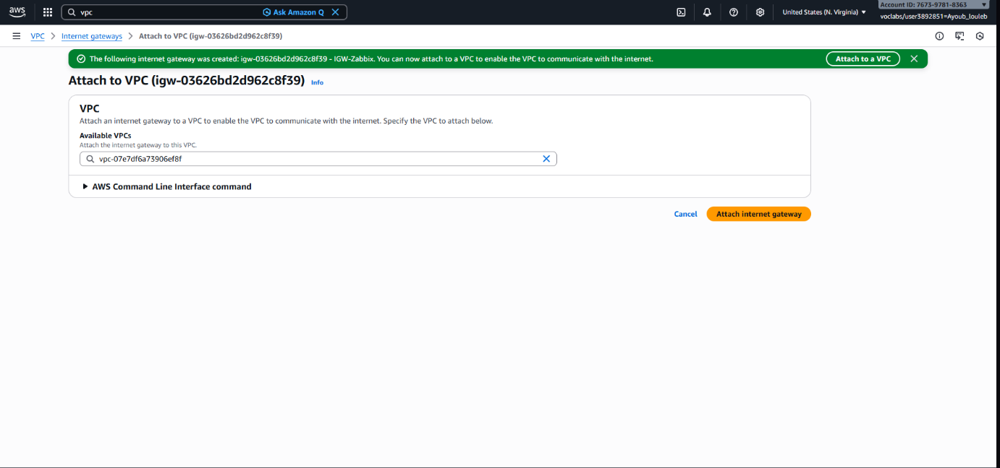 aws
vpc
Ask Amazon Q
United States (N. Virginia)
Account ID: 7673-9781-8363
voclabs/user3892851=Ayoub_louleb
VPC > Internet gateways > Attach to VPC (igw-03626bd2d962c8f39)
The following internet gateway was created: igw-03626bd2d962c8f39 - IGW-Zabbix. You can now attach to a VPC to enable the VPC to communicate with the internet.
Attach to a VPC
Attach to VPC (igw-03626bd2d962c8f39) Info
VPC
Attach an internet gateway to a VPC to enable the VPC to communicate with the internet. Specify the VPC to attach below.
Available VPCs
Attach the internet gateway to this VPC.
vpc-07e7df6a73906ef8f
AWS Command Line Interface command
Cancel
Attach internet gateway